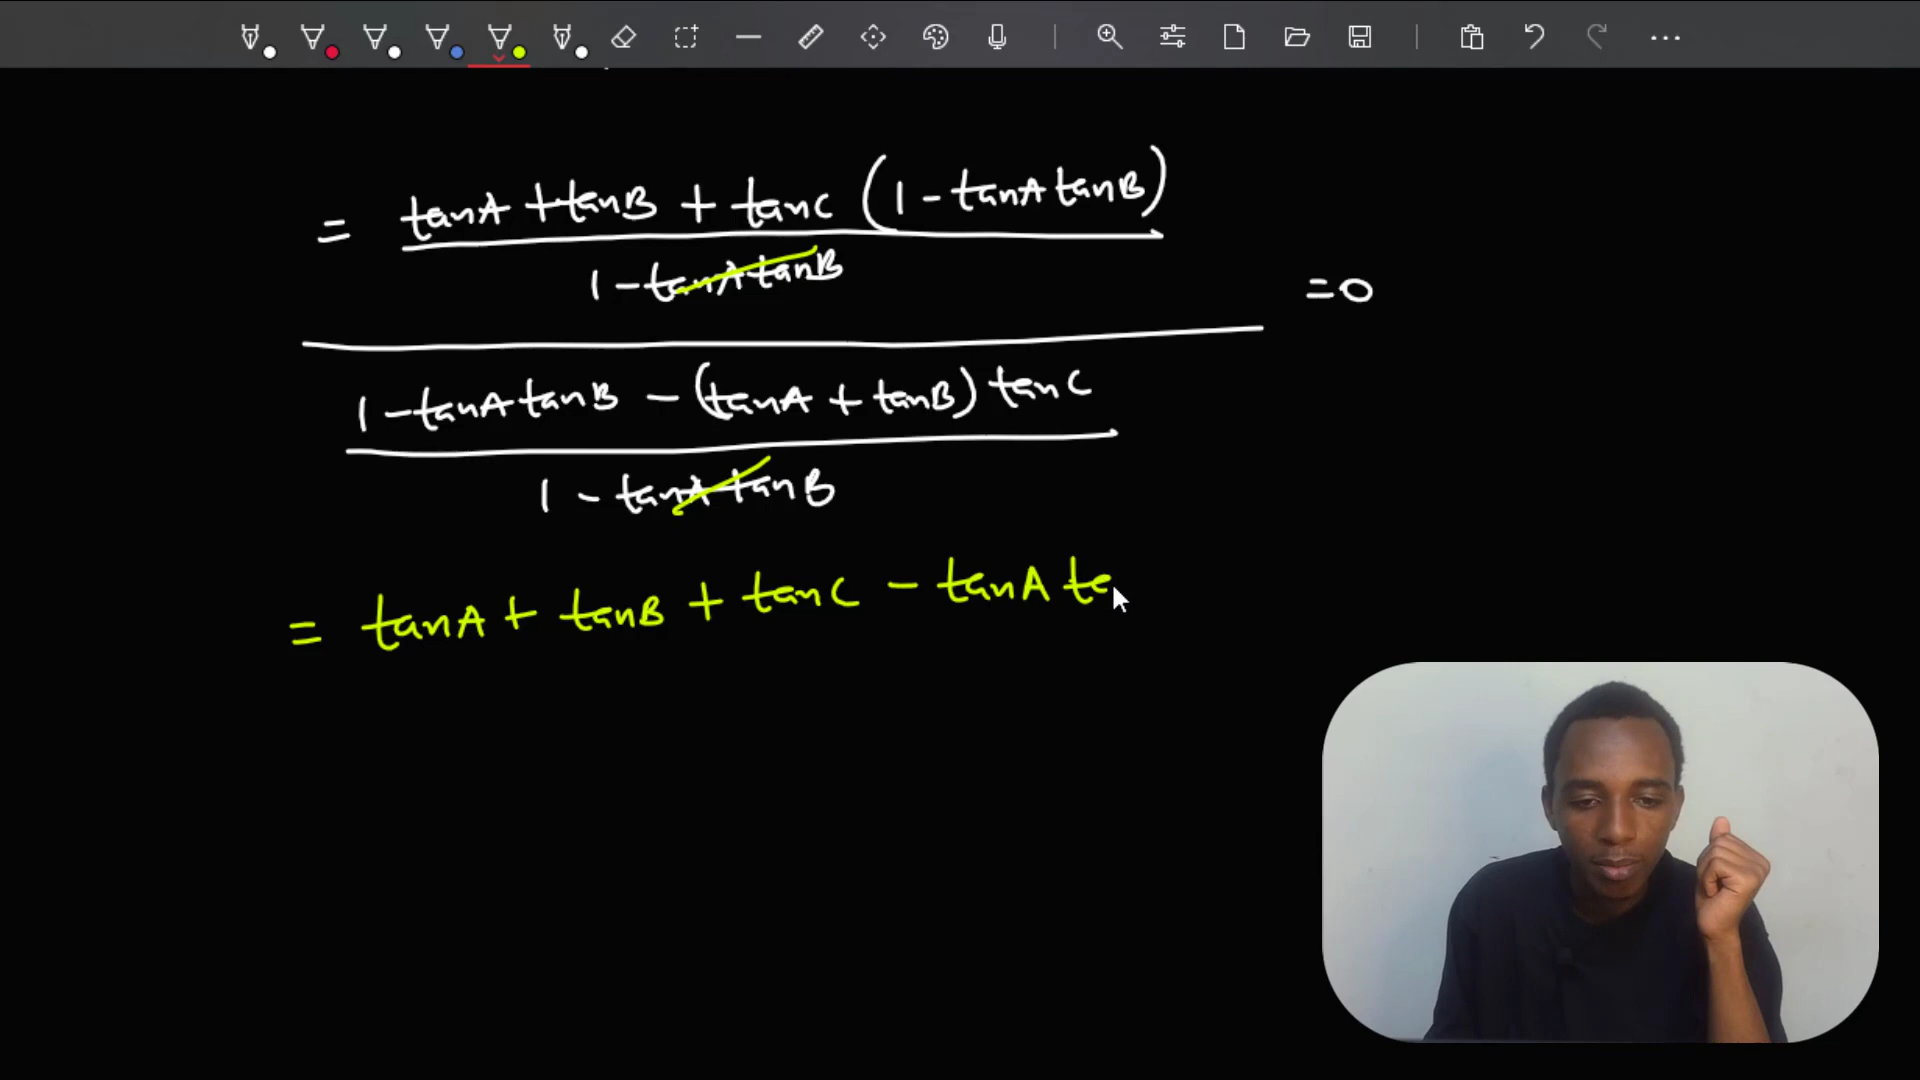 = tanA + tanB + tanC (1 - tanA tanB)
1 - tanA tanB
= 0
1 - tanA tanB - (tanA + tanB) tanC
1 - tanA tanB
= tanA + tanB + tanC - tanA ta